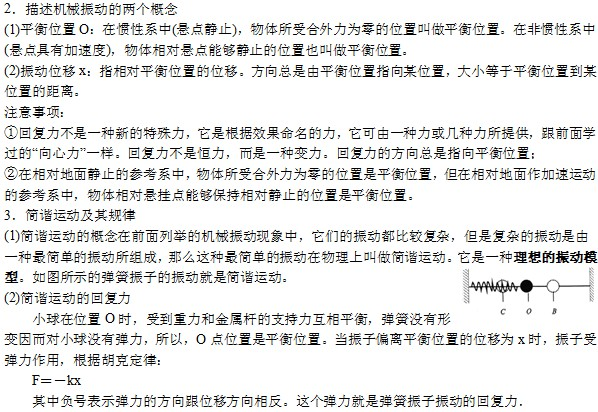 2．描述机械振动的两个概念
(1)平衡位置 O：在惯性系中(悬点静止)，物体所受合外力为零的位置叫做平衡位置。在非惯性系中
(悬点具有加速度)，物体相对悬点能够静止的位置也叫做平衡位置。
(2)振动位移 x：指相对平衡位置的位移。方向总是由平衡位置指向某位置，大小等于平衡位置到某
位置的距离。
注意事项：
①回复力不是一种新的特殊力，它是根据效果命名的力，它可由一种力或几种力所提供，跟前面学
过的“向心力”一样。回复力不是恒力，而是一种变力。回复力的方向总是指向平衡位置；
②在相对地面静止的参考系中，物体所受合外力为零的位置是平衡位置，但在相对地面作加速运动
的参考系中，物体相对悬挂点能够保持相对静止的位置是平衡位置。
3．简谐运动及其规律
(1)简谐运动的概念在前面列举的机械振动现象中，它们的振动都比较复杂，但是复杂的振动是由
一种最简单的振动所组成，那么这种最简单的振动在物理上叫做简谐运动。它是一种理想的振动模
型。如图所示的弹簧振子的振动就是简谐运动。
(2)简谐运动的回复力
小球在位置 O 时，受到重力和金属杆的支持力互相平衡，弹簧没有形
变因而对小球没有弹力，所以，O 点位置是平衡位置。当振子偏离平衡位置的位移为 x 时，振子受
弹力作用，根据胡克定律：
F＝－kx
其中负号表示弹力的方向跟位移方向相反。这个弹力就是弹簧振子振动的回复力．
C O B